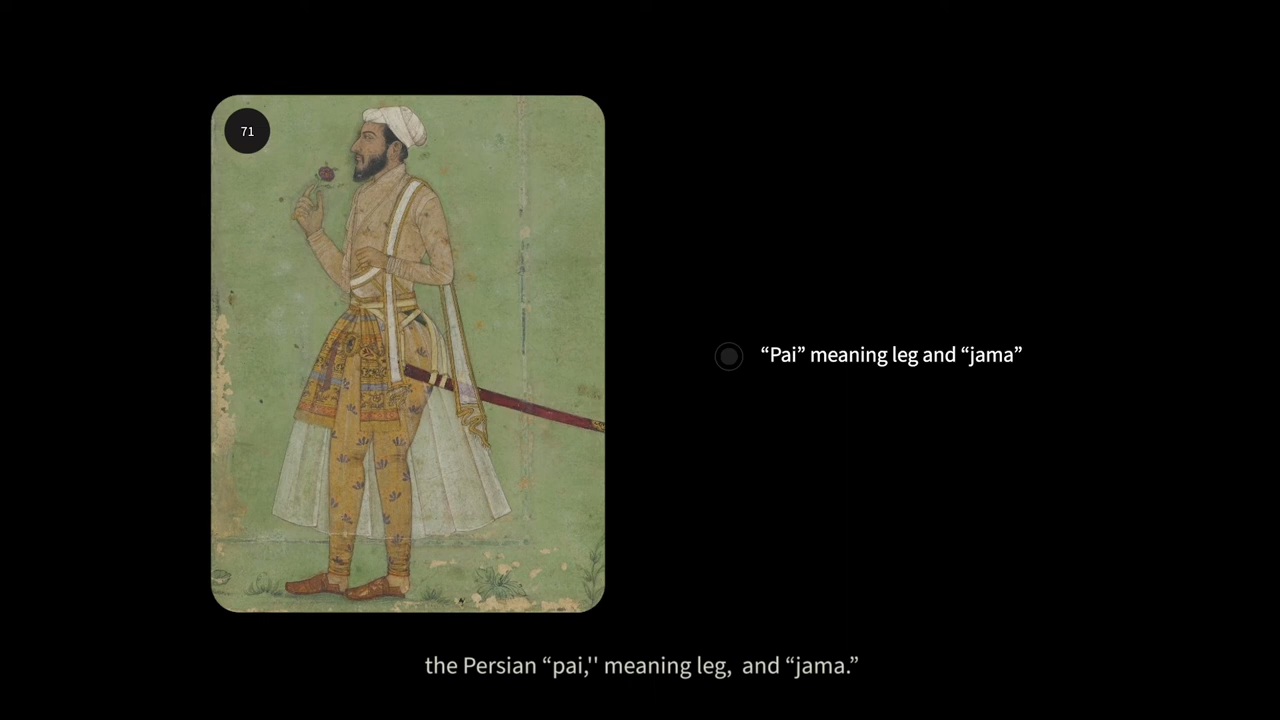 71
“Pai” meaning leg and “jama”
the Persian “pai,'' meaning leg,  and “jama.”